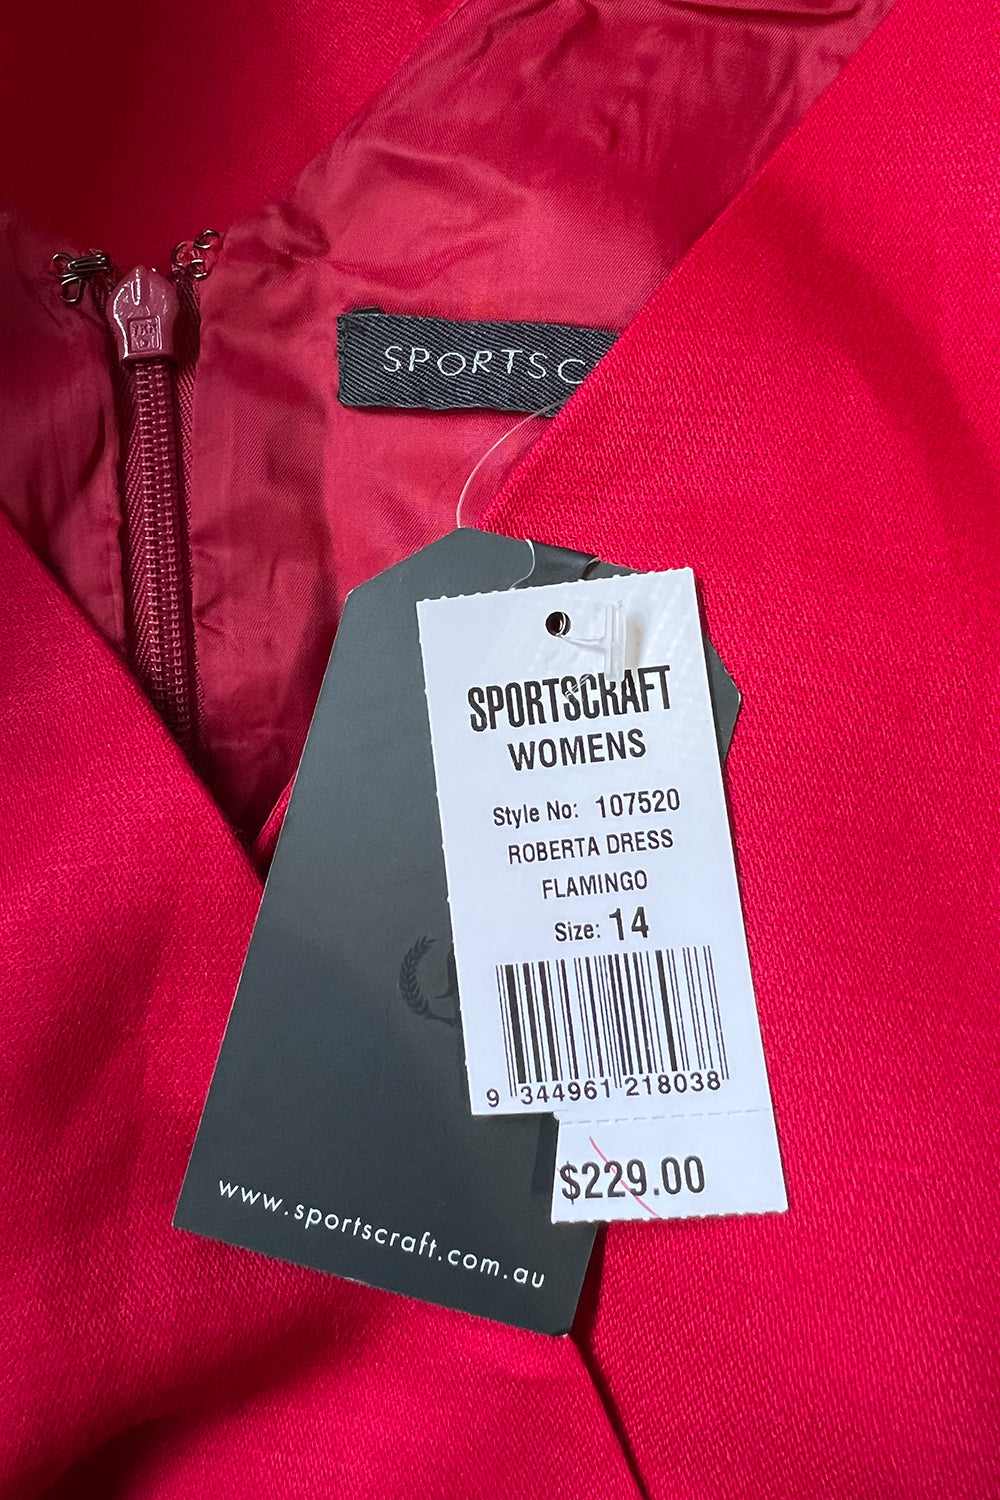 SPORTSC
SPORTSCRAFT
WOMENS
Style No: 107520
ROBERTA DRESS
FLAMINGO
Size: 14
9 344961 218038
$229.00
www.sportscraft.com.au